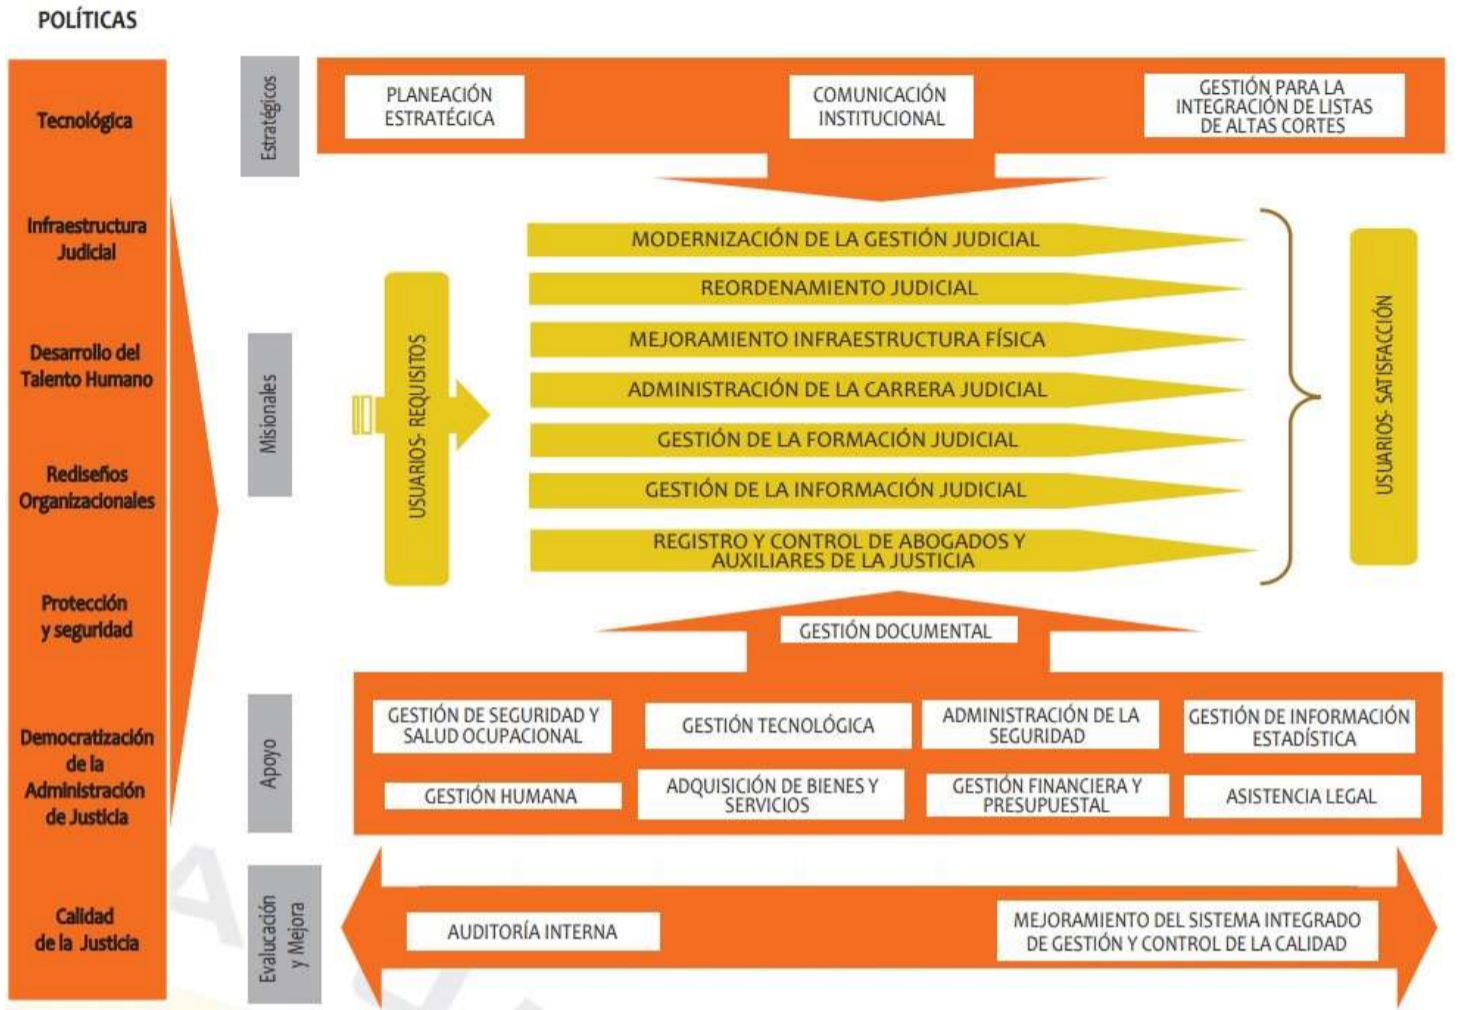 POLÍTICAS
Tecnológica
Infraestructura
Judicial
Desarrollo del
Talento Humano
Rediseños
Organizacionales
Protección
y seguridad
Democratización
de la
Administración
de Justicia
Calidad
de la Justicia
Estratégicos
PLANEACIÓN
ESTRATÉGICA
COMUNICACIÓN
INSTITUCIONAL
GESTIÓN PARA LA
INTEGRACIÓN DE LISTAS
DE ALTAS CORTES
Misionales
USUARIOS- REQUISITOS
MODERNIZACIÓN DE LA GESTIÓN JUDICIAL
REORDENAMIENTO JUDICIAL
MEJORAMIENTO INFRAESTRUCTURA FÍSICA
ADMINISTRACIÓN DE LA CARRERA JUDICIAL
GESTIÓN DE LA FORMACIÓN JUDICIAL
GESTIÓN DE LA INFORMACIÓN JUDICIAL
REGISTRO Y CONTROL DE ABOGADOS Y
AUXILIARES DE LA JUSTICIA
USUARIOS- SATISFACCIÓN
GESTIÓN DOCUMENTAL
Apoyo
GESTIÓN DE SEGURIDAD Y
SALUD OCUPACIONAL
GESTIÓN TECNOLÓGICA
ADMINISTRACIÓN DE LA
SEGURIDAD
GESTIÓN DE INFORMACIÓN
ESTADÍSTICA
GESTIÓN HUMANA
ADQUISICIÓN DE BIENES Y
SERVICIOS
GESTIÓN FINANCIERA Y
PRESUPUESTAL
ASISTENCIA LEGAL
Evalucación
y Mejora
AUDITORÍA INTERNA
MEJORAMIENTO DEL SISTEMA INTEGRADO
DE GESTIÓN Y CONTROL DE LA CALIDAD